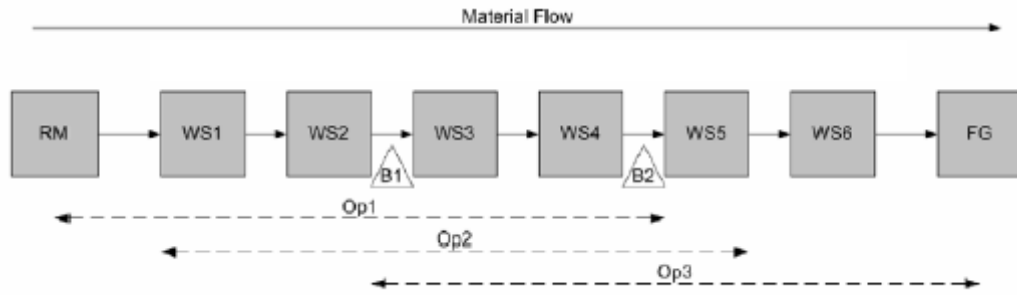 Material Flow
RM WS1 WS2 WS3 WS4 WS5 WS6 FG
B1 B2
Op1
Op2
Op3